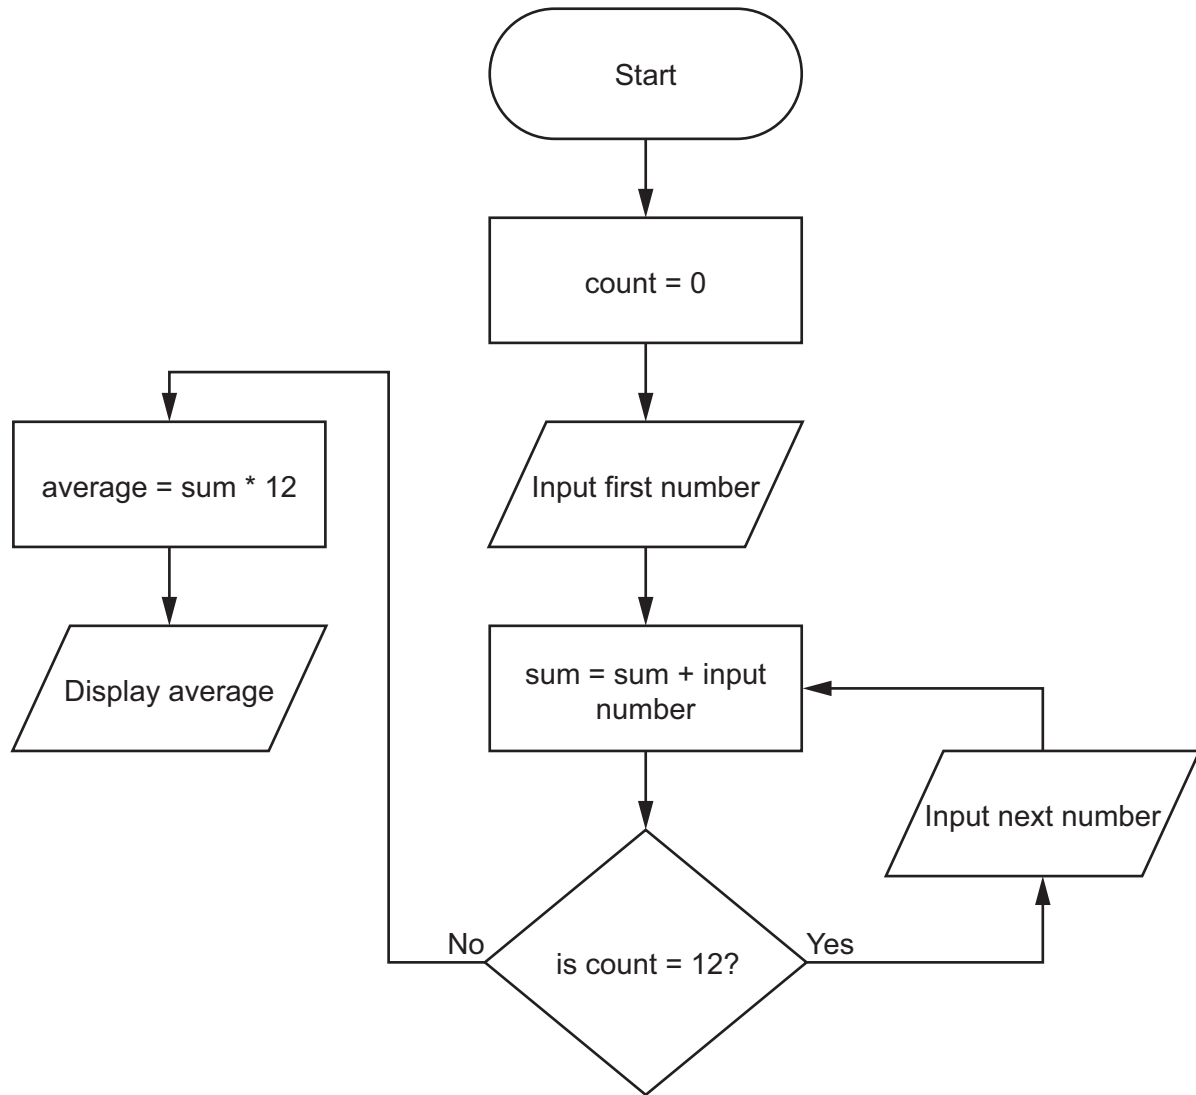 Start
count = 0
Input first number
sum = sum + input
number
is count = 12?
No
Yes
average = sum * 12
Display average
Input next number